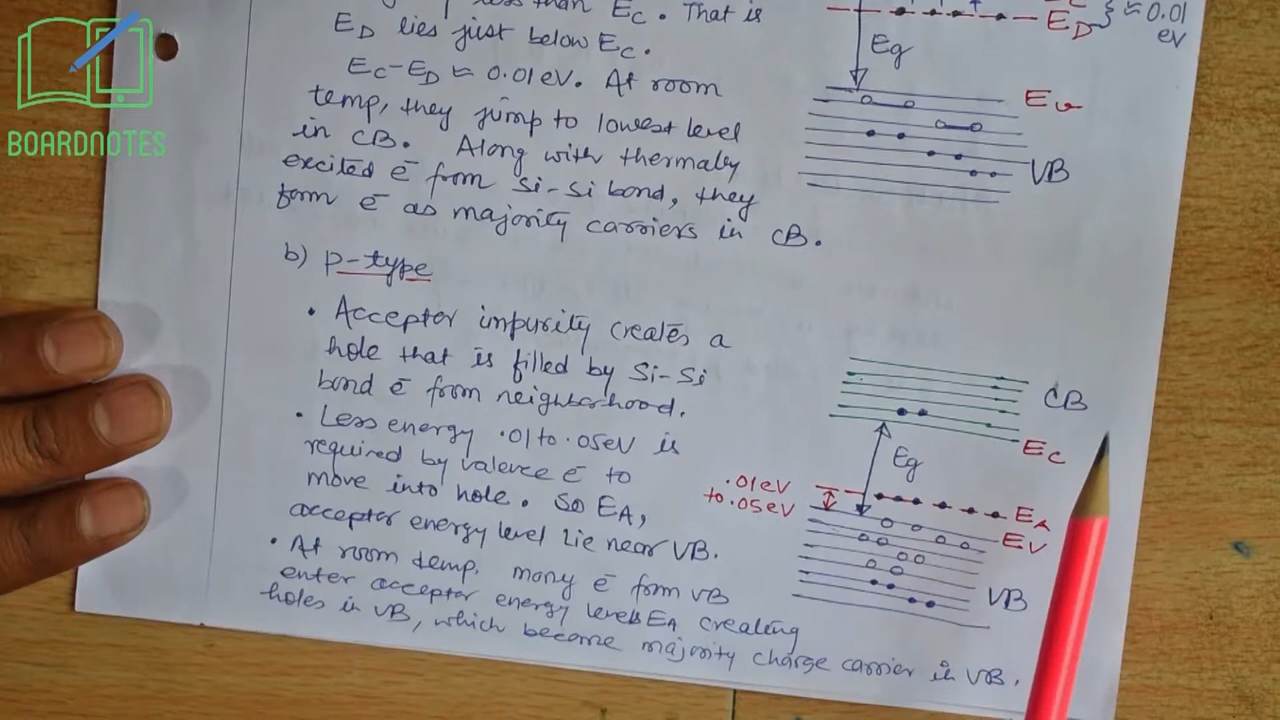 less than EC. That is
ED lies just below EC.
EC-ED ≈ 0.01eV. At room
temp, they jump to lowest level
in CB. Along with thermally
excited ē from Si-Si bond, they
form ē as majority carriers in CB.
ED
≈ 0.01
eV
Eg
Ev
VB
b) p-type
• Acceptor impurity creates a
hole that is filled by Si-Si
bond ē from neighborhood.
• Less energy .01 to .05eV is
required by valence ē to
move into hole. So EA,
acceptor energy level lie near VB.
• At room temp. many ē from VB
enter acceptor energy levels EA creating
holes in VB, which become majority charge carrier in VB.
CB
EC
Eg
.01eV
to .05eV
EA
EV
VB
BOARDNOTES